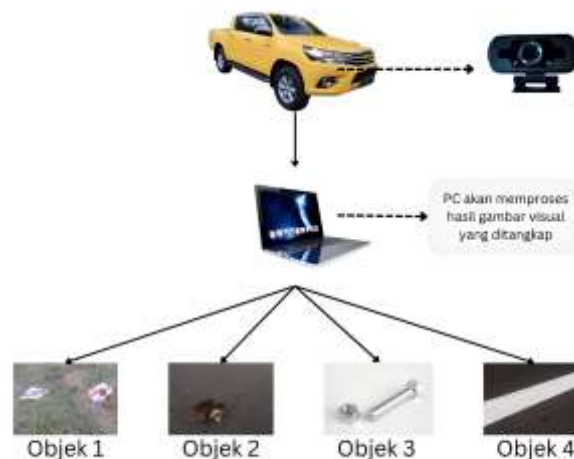 PC akan memproses
hasil gambar visual
yang ditangkap
Objek 1
Objek 2
Objek 3
Objek 4